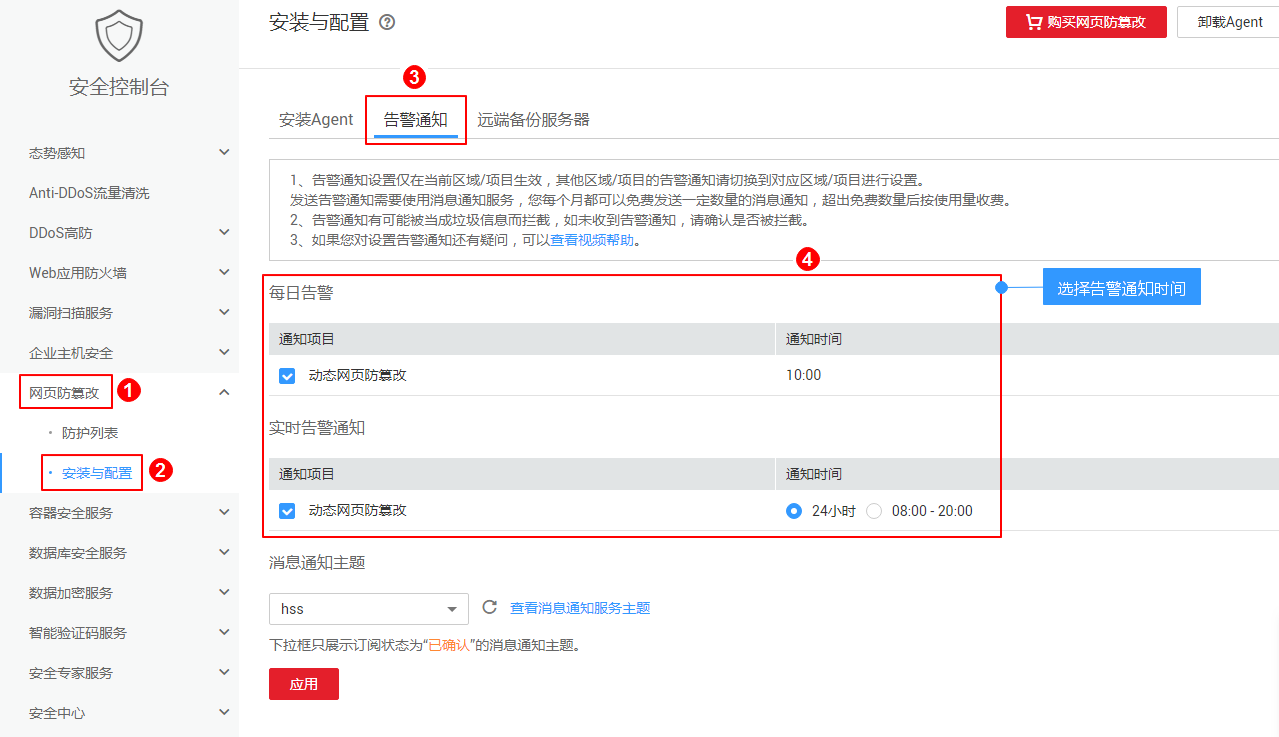 安全控制台
态势感知
Anti-DDoS流量清洗
DDoS高防
Web应用防火墙
漏洞扫描服务
企业主机安全
网页防篡改
1
防护列表
安装与配置
2
容器安全服务
数据库安全服务
数据加密服务
智能验证码服务
安全专家服务
安全中心
安装与配置 ?
购买网页防篡改
卸载Agent
3
安装Agent
告警通知
远端备份服务器
1、告警通知设置仅在当前区域/项目生效，其他区域/项目的告警通知请切换到对应区域/项目进行设置。
发送告警通知需要使用消息通知服务，您每个月都可以免费发送一定数量的消息通知，超出免费数量后按使用量收费。
2、告警通知有可能被当成垃圾信息而拦截，如未收到告警通知，请确认是否被拦截。
3、如果您对设置告警通知还有疑问，可以查看视频帮助。
4
选择告警通知时间
每日告警
通知项目 通知时间
动态网页防篡改 10:00
实时告警通知
通知项目 通知时间
动态网页防篡改 24小时 08:00 - 20:00
消息通知主题
hss 查看消息通知服务主题
下拉框只展示订阅状态为“已确认”的消息通知主题。
应用